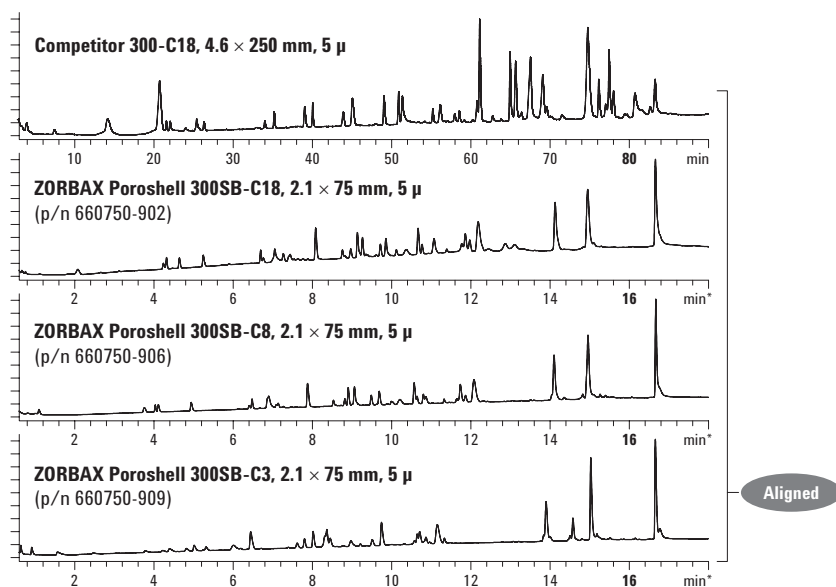 Competitor 300-C18, 4.6 × 250 mm, 5 µ
10 20 30 40 50 60 70 80 min
ZORBAX Poroshell 300SB-C18, 2.1 × 75 mm, 5 µ
(p/n 660750-902)
2 4 6 8 10 12 14 16 min*
ZORBAX Poroshell 300SB-C8, 2.1 × 75 mm, 5 µ
(p/n 660750-906)
2 4 6 8 10 12 14 16 min*
ZORBAX Poroshell 300SB-C3, 2.1 × 75 mm, 5 µ
(p/n 660750-909)
Aligned
2 4 6 8 10 12 14 16 min*